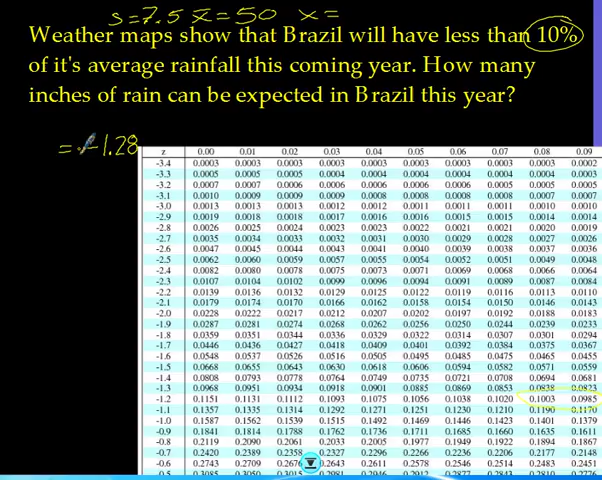 s=7.5 x̄=50 x=
Weather maps show that Brazil will have less than 10%
of it's average rainfall this coming year. How many
inches of rain can be expected in Brazil this year?
= -1.28
z 0.00 0.01 0.02 0.03 0.04 0.05 0.06 0.07 0.08 0.09
-3.4 0.0003 0.0003 0.0003 0.0003 0.0003 0.0003 0.0003 0.0003 0.0003 0.0002
-3.3 0.0005 0.0005 0.0005 0.0004 0.0004 0.0004 0.0004 0.0004 0.0004 0.0003
-3.2 0.0007 0.0007 0.0006 0.0006 0.0006 0.0006 0.0006 0.0005 0.0005 0.0005
-3.1 0.0010 0.0009 0.0009 0.0009 0.0008 0.0008 0.0008 0.0008 0.0007 0.0007
-3.0 0.0013 0.0013 0.0013 0.0012 0.0012 0.0011 0.0011 0.0011 0.0010 0.0010
-2.9 0.0019 0.0018 0.0018 0.0017 0.0016 0.0016 0.0015 0.0015 0.0014 0.0014
-2.8 0.0026 0.0025 0.0024 0.0023 0.0023 0.0022 0.0021 0.0021 0.0020 0.0019
-2.7 0.0035 0.0034 0.0033 0.0032 0.0031 0.0030 0.0029 0.0028 0.0027 0.0026
-2.6 0.0047 0.0045 0.0044 0.0043 0.0041 0.0040 0.0039 0.0038 0.0037 0.0036
-2.5 0.0062 0.0060 0.0059 0.0057 0.0055 0.0054 0.0052 0.0051 0.0049 0.0048
-2.4 0.0082 0.0080 0.0078 0.0075 0.0073 0.0071 0.0069 0.0068 0.0066 0.0064
-2.3 0.0107 0.0104 0.0102 0.0099 0.0096 0.0094 0.0091 0.0089 0.0087 0.0084
-2.2 0.0139 0.0136 0.0132 0.0129 0.0125 0.0122 0.0119 0.0116 0.0113 0.0110
-2.1 0.0179 0.0174 0.0170 0.0166 0.0162 0.0158 0.0154 0.0150 0.0146 0.0143
-2.0 0.0228 0.0222 0.0217 0.0212 0.0207 0.0202 0.0197 0.0192 0.0188 0.0183
-1.9 0.0287 0.0281 0.0274 0.0268 0.0262 0.0256 0.0250 0.0244 0.0239 0.0233
-1.8 0.0359 0.0351 0.0344 0.0336 0.0329 0.0322 0.0314 0.0307 0.0301 0.0294
-1.7 0.0446 0.0436 0.0427 0.0418 0.0409 0.0401 0.0392 0.0384 0.0375 0.0367
-1.6 0.0548 0.0537 0.0526 0.0516 0.0505 0.0495 0.0485 0.0475 0.0465 0.0455
-1.5 0.0668 0.0655 0.0643 0.0630 0.0618 0.0606 0.0594 0.0582 0.0571 0.0559
-1.4 0.0808 0.0793 0.0778 0.0764 0.0749 0.0735 0.0721 0.0708 0.0694 0.0681
-1.3 0.0968 0.0951 0.0934 0.0918 0.0901 0.0885 0.0869 0.0853 0.0838 0.0823
-1.2 0.1151 0.1131 0.1112 0.1093 0.1075 0.1056 0.1038 0.1020 0.1003 0.0985
-1.1 0.1357 0.1335 0.1314 0.1292 0.1271 0.1251 0.1230 0.1210 0.1190 0.1170
-1.0 0.1587 0.1562 0.1539 0.1515 0.1492 0.1469 0.1446 0.1423 0.1401 0.1379
-0.9 0.1841 0.1814 0.1788 0.1762 0.1736 0.1711 0.1685 0.1660 0.1635 0.1611
-0.8 0.2119 0.2090 0.2061 0.2033 0.2005 0.1977 0.1949 0.1922 0.1894 0.1867
-0.7 0.2420 0.2389 0.2358 0.2327 0.2296 0.2266 0.2236 0.2206 0.2177 0.2148
-0.6 0.2743 0.2709 0.2676 0.2643 0.2611 0.2578 0.2546 0.2514 0.2483 0.2451